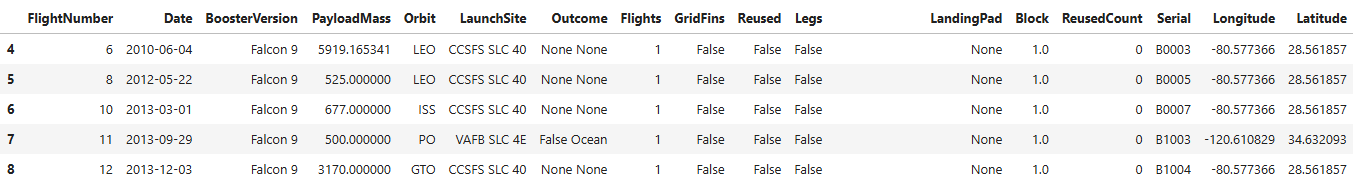 FlightNumber Date BoosterVersion PayloadMass Orbit LaunchSite Outcome Flights GridFins Reused Legs LandingPad Block ReusedCount Serial Longitude Latitude
4 6 2010-06-04 Falcon 9 5919.165341 LEO CCSFS SLC 40 None None 1 False False False None 1.0 0 B0003 -80.577366 28.561857
5 8 2012-05-22 Falcon 9 525.000000 LEO CCSFS SLC 40 None None 1 False False False None 1.0 0 B0005 -80.577366 28.561857
6 10 2013-03-01 Falcon 9 677.000000 ISS CCSFS SLC 40 None None 1 False False False None 1.0 0 B0007 -80.577366 28.561857
7 11 2013-09-29 Falcon 9 500.000000 PO VAFB SLC 4E False Ocean 1 False False False None 1.0 0 B1003 -120.610829 34.632093
8 12 2013-12-03 Falcon 9 3170.000000 GTO CCSFS SLC 40 None None 1 False False False None 1.0 0 B1004 -80.577366 28.561857